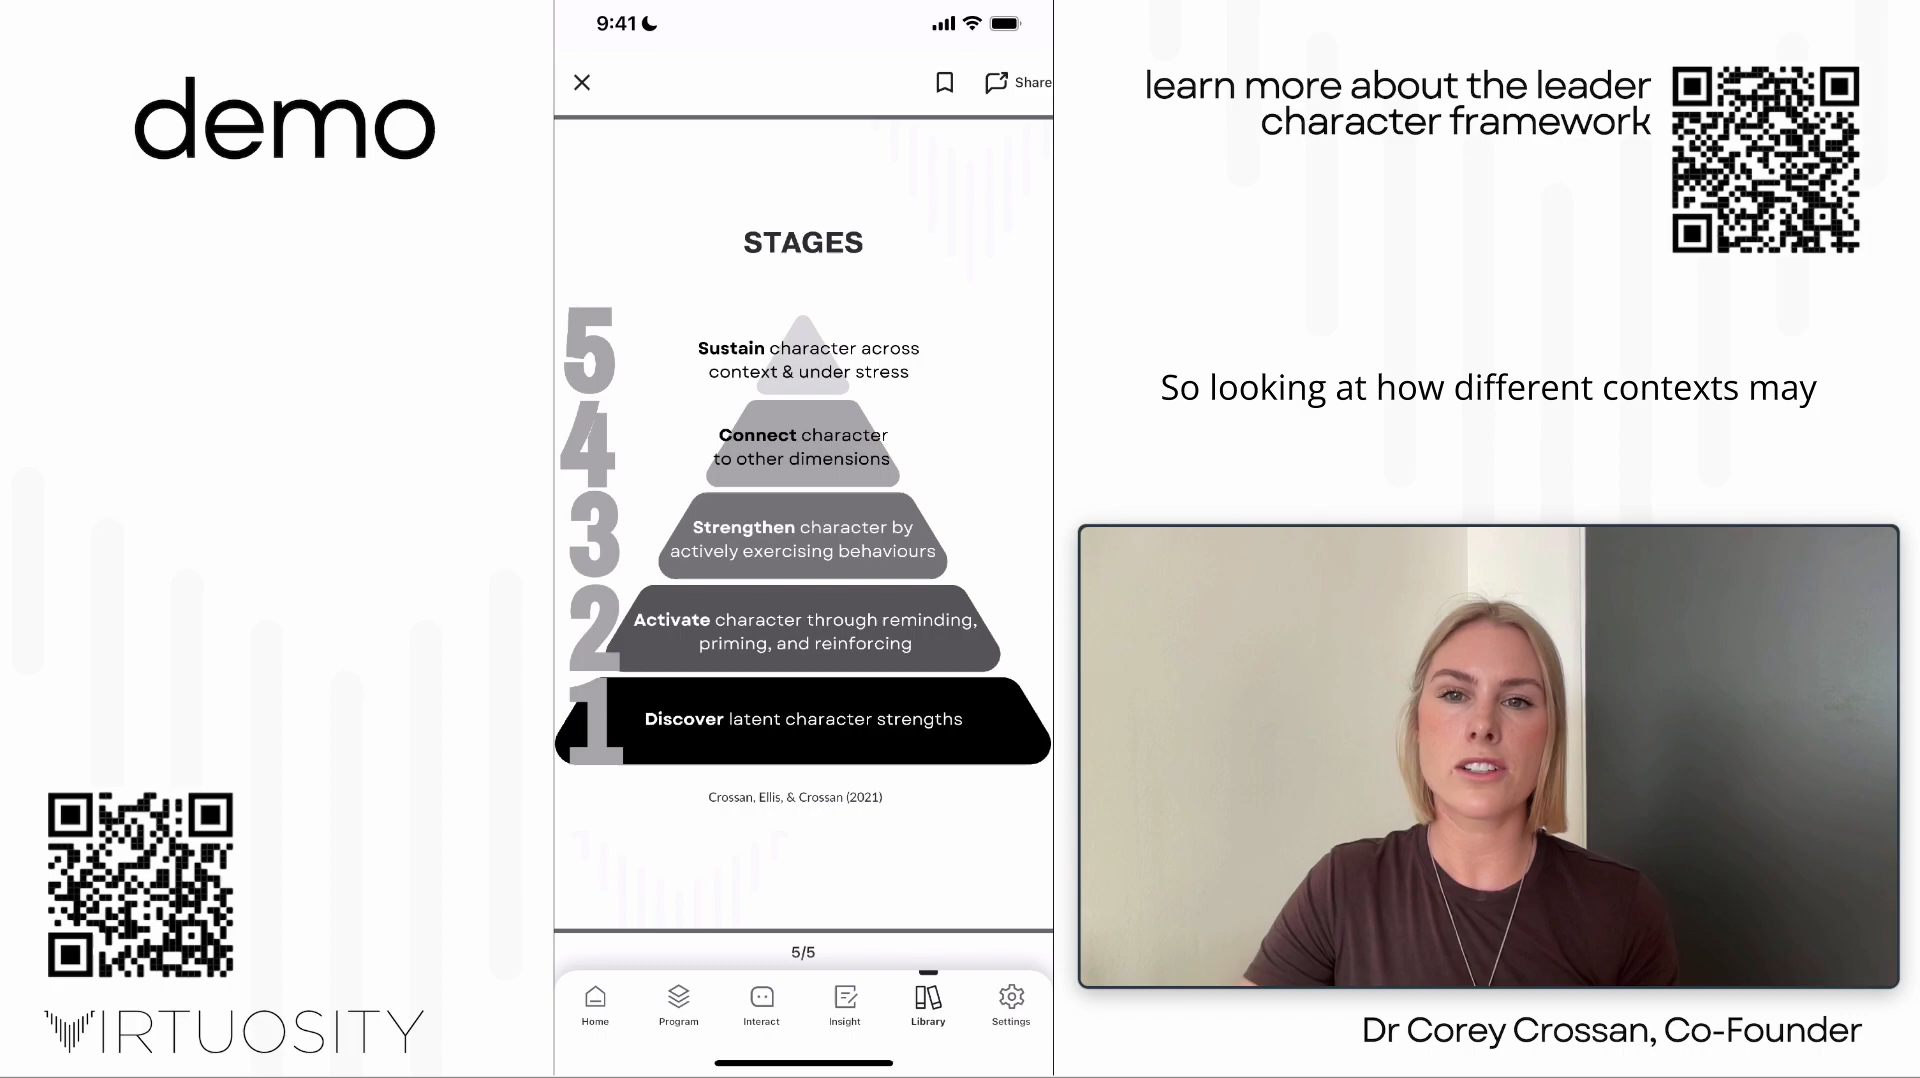 demo
VIRTUOSITY
9:41
Share
STAGES
5
Sustain character across
context & under stress
4
Connect character
to other dimensions
3
Strengthen character by
actively exercising behaviours
2
Activate character through reminding,
priming, and reinforcing
1
Discover latent character strengths
Crossan, Ellis, & Crossan (2021)
5/5
Home
Program
Interact
Insight
Library
Settings
learn more about the leader
character framework
So looking at how different contexts may
Dr Corey Crossan, Co-Founder